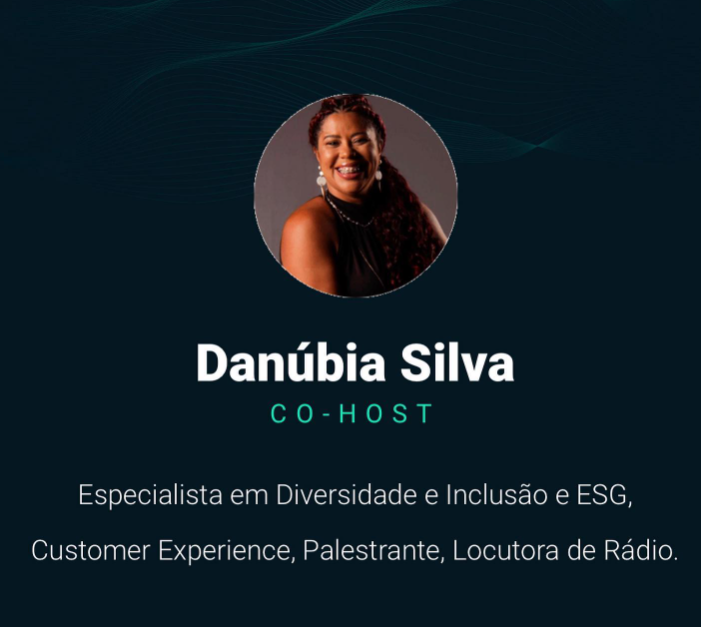 Danúbia Silva
CO-HOST
Especialista em Diversidade e Inclusão e ESG,
Customer Experience, Palestrante, Locutora de Rádio.